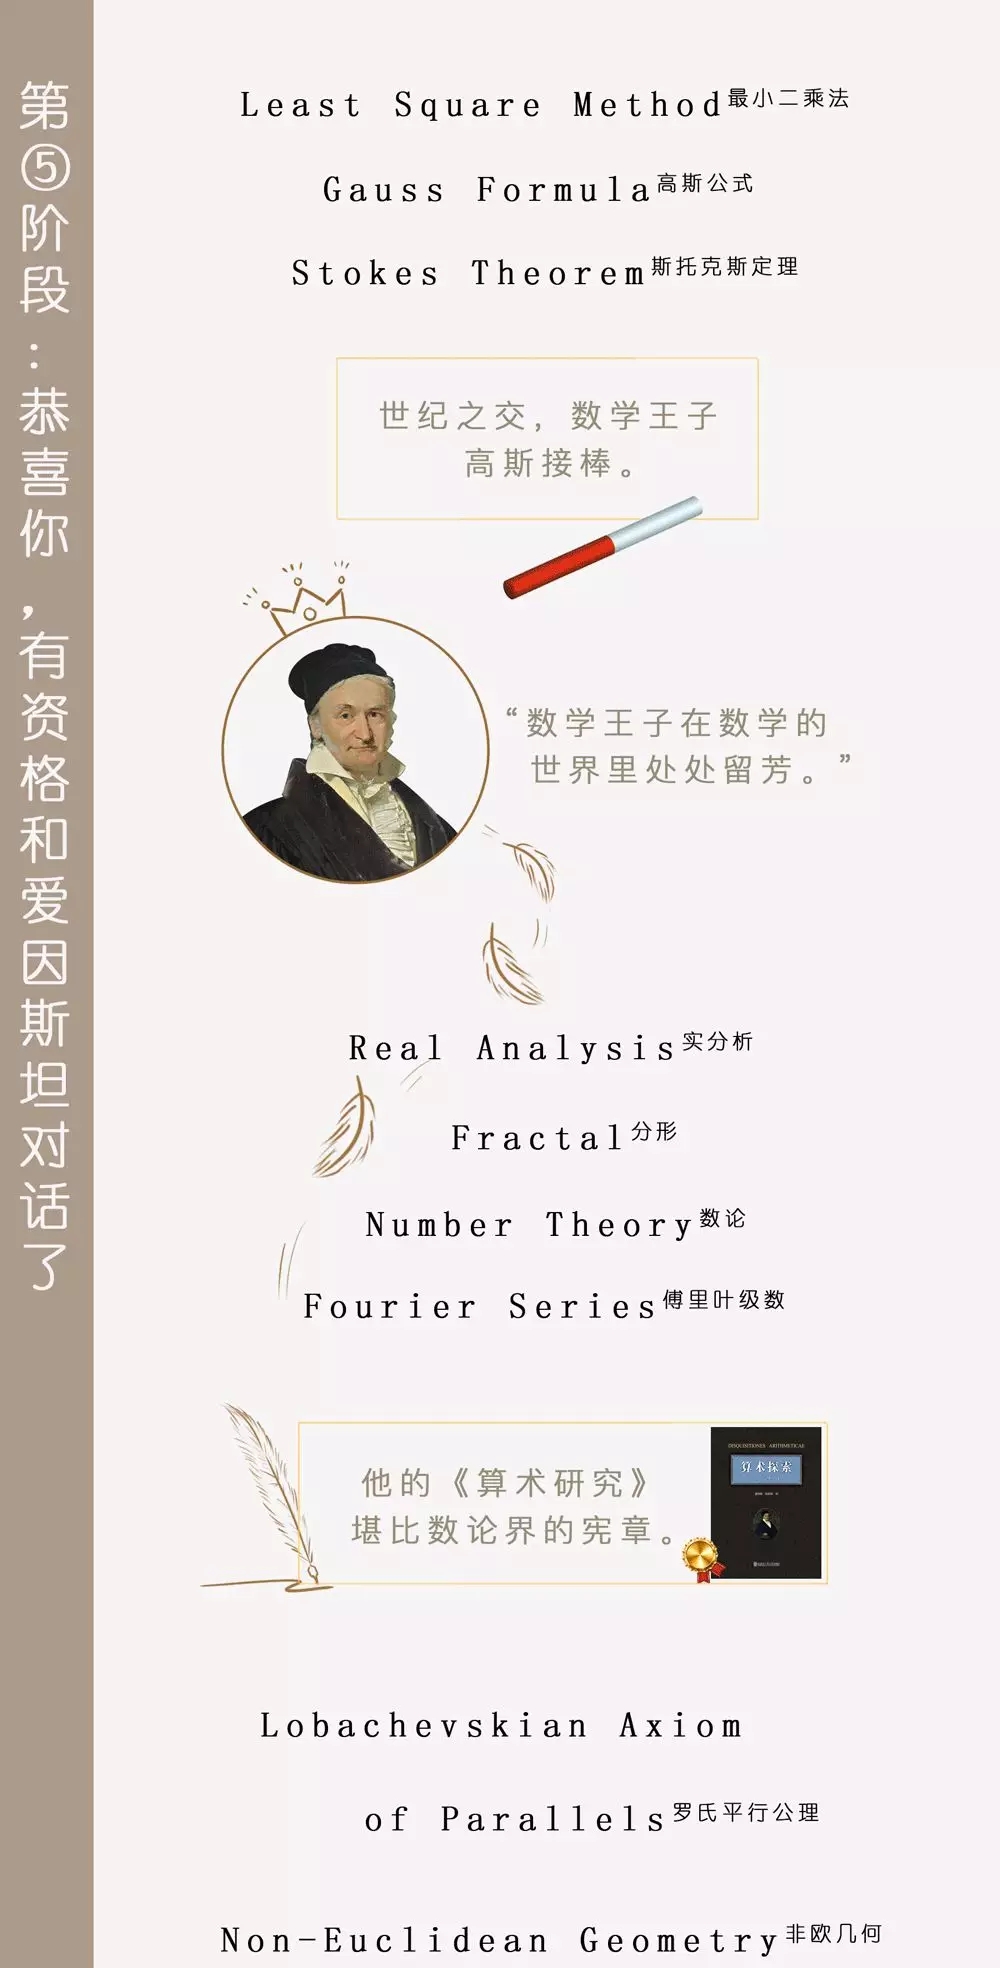 第⑤阶段：恭喜你，有资格和爱因斯坦对话了
Least Square Method最小二乘法
Gauss Formula高斯公式
Stokes Theorem斯托克斯定理
世纪之交，数学王子
高斯接棒。
“数学王子在数学的
世界里处处留芳。”
Real Analysis实分析
Fractal分形
Number Theory数论
Fourier Series傅里叶级数
他的《算术研究》
堪比数论界的宪章。
DISQUISITIONES ARITHMETICAE
算术探索
Lobachevskian Axiom
of Parallels罗氏平行公理
Non-Euclidean Geometry非欧几何